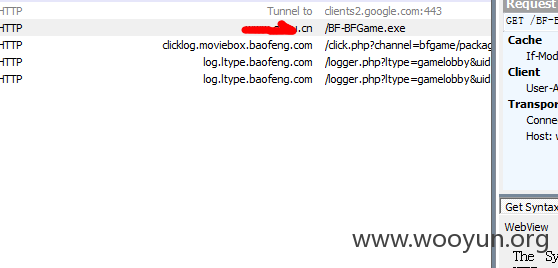 HTTP Tunnel to clients2.google.com:443
HTTP .cn /BF-BFGame.exe
HTTP clicklog.moviebox.baofeng.com /click.php?channel=bfgame/packag
HTTP log.ltype.baofeng.com /logger.php?ltype=gamelobby&uid
HTTP log.ltype.baofeng.com /logger.php?ltype=gamelobby&uid
Request
GET /BF-B
Cache
If-Mo
Client
User-A
Transpo
Conne
Host: w
Get Syntax
WebView
The Sy
www.wooyun.org